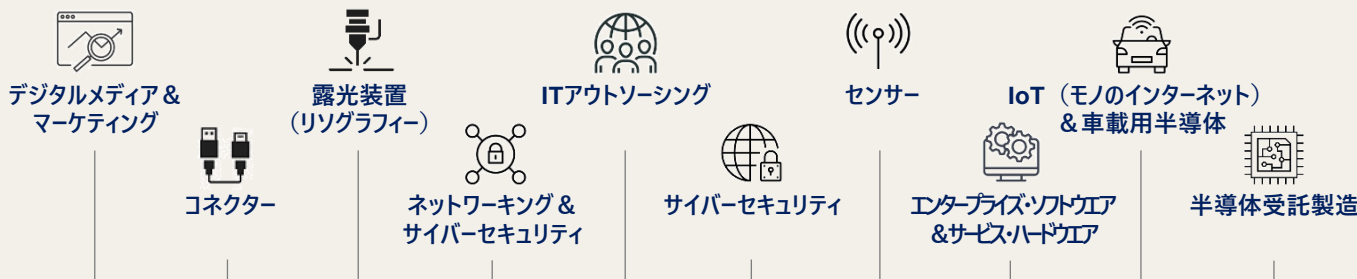 デジタルメディア＆
マーケティング
露光装置
（リソグラフィー）
ITアウトソーシング
センサー
IoT（モノのインターネット）
＆車載用半導体
コネクター
ネットワーキング＆
サイバーセキュリティ
サイバーセキュリティ
エンタープライズ・ソフトウエア
&サービス・ハードウエア
半導体受託製造